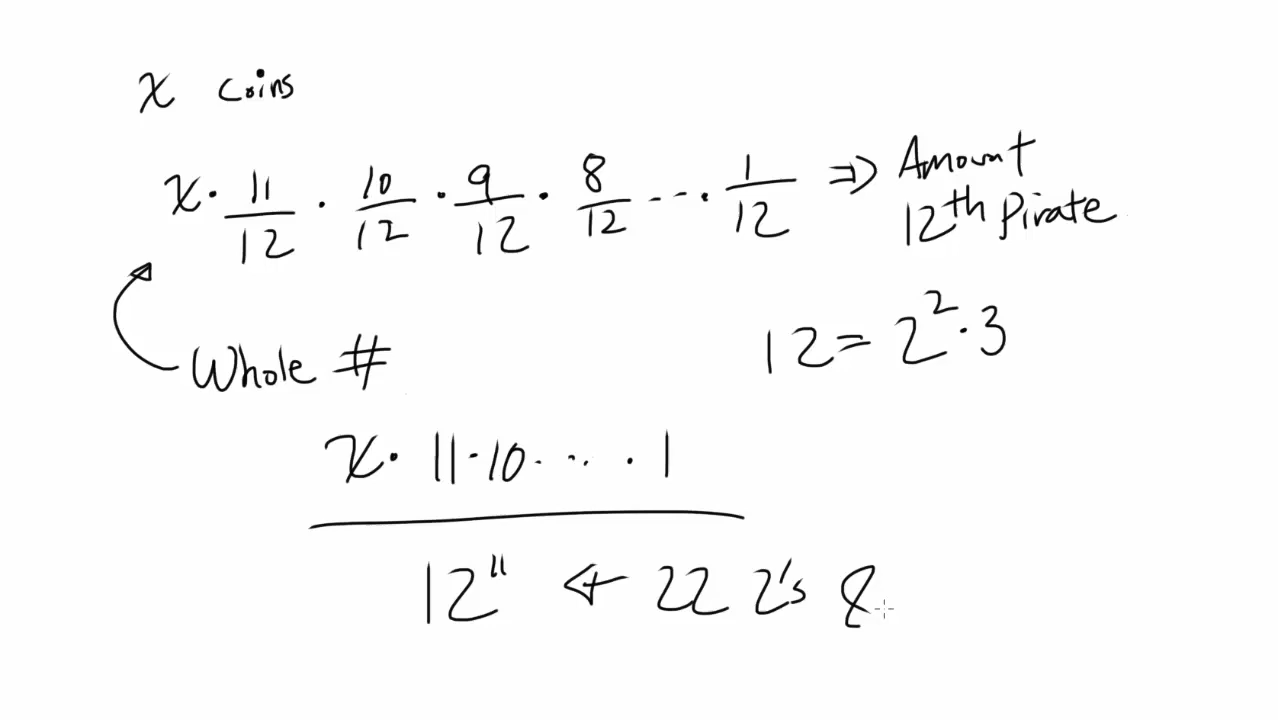 x coins
x · 11/12 · 10/12 · 9/12 · 8/12 --- · 1/12 ⇒ Amount 12th Pirate
12 = 2² · 3
Whole #
x · 11 · 10 · ... · 1
12¹¹ ← 22 2's &